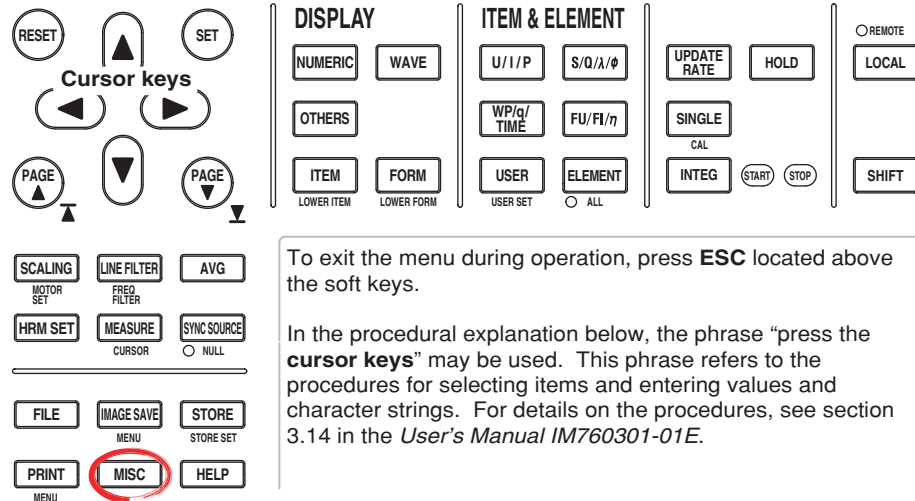 RESET
SET
Cursor keys
PAGE
PAGE
DISPLAY
NUMERIC
WAVE
OTHERS
ITEM
FORM
LOWER ITEM
LOWER FORM
ITEM & ELEMENT
U/I/P
S/Q/λ/ϕ
WP/q/
TIME
FU/FI/η
USER
ELEMENT
USER SET
ALL
UPDATE
RATE
HOLD
SINGLE
CAL
INTEG
START
STOP
REMOTE
LOCAL
SHIFT
SCALING
LINE FILTER
AVG
MOTOR
SET
FREQ
FILTER
HRM SET
MEASURE
SYNC SOURCE
CURSOR
NULL
FILE
IMAGE SAVE
STORE
MENU
STORE SET
PRINT
MISC
HELP
MENU
To exit the menu during operation, press ESC located above
the soft keys.
In the procedural explanation below, the phrase “press the
cursor keys” may be used. This phrase refers to the
procedures for selecting items and entering values and
character strings. For details on the procedures, see section
3.14 in the User's Manual IM760301-01E.